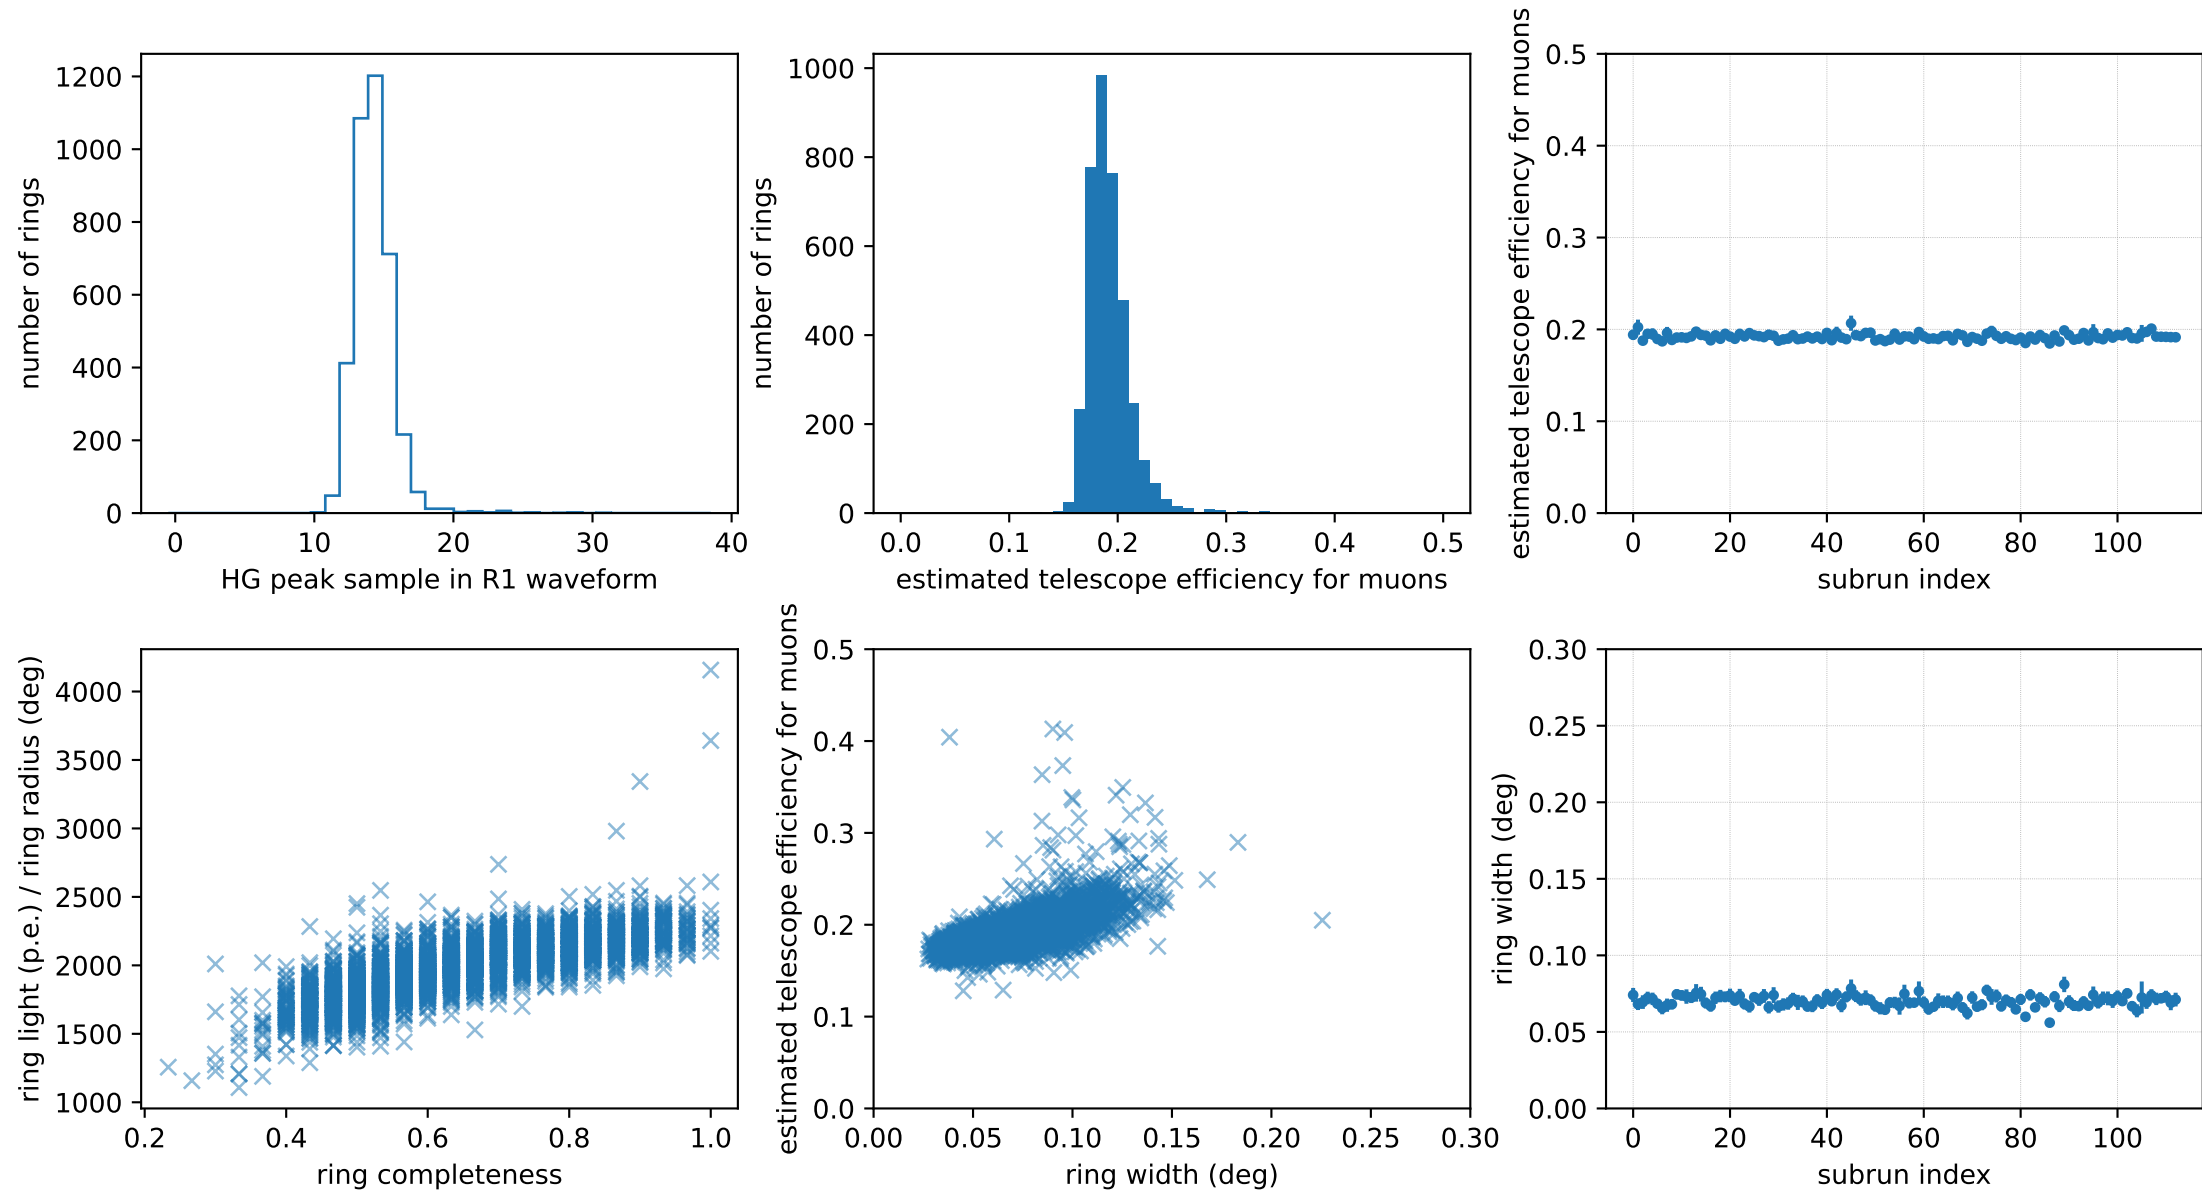 number of rings
1200
1000
800
600
400
200
0
0 10 20 30 40
HG peak sample in R1 waveform
number of rings
1000
800
600
400
200
0
0.0 0.1 0.2 0.3 0.4 0.5
estimated telescope efficiency for muons
estimated telescope efficiency for muons
0.5
0.4
0.3
0.2
0.1
0.0
0 20 40 60 80 100
subrun index
ring light (p.e.) / ring radius (deg)
4000
3500
3000
2500
2000
1500
1000
0.2 0.4 0.6 0.8 1.0
ring completeness
estimated telescope efficiency for muons
0.5
0.4
0.3
0.2
0.1
0.0
0.00 0.05 0.10 0.15 0.20 0.25 0.30
ring width (deg)
ring width (deg)
0.30
0.25
0.20
0.15
0.10
0.05
0.00
0 20 40 60 80 100
subrun index